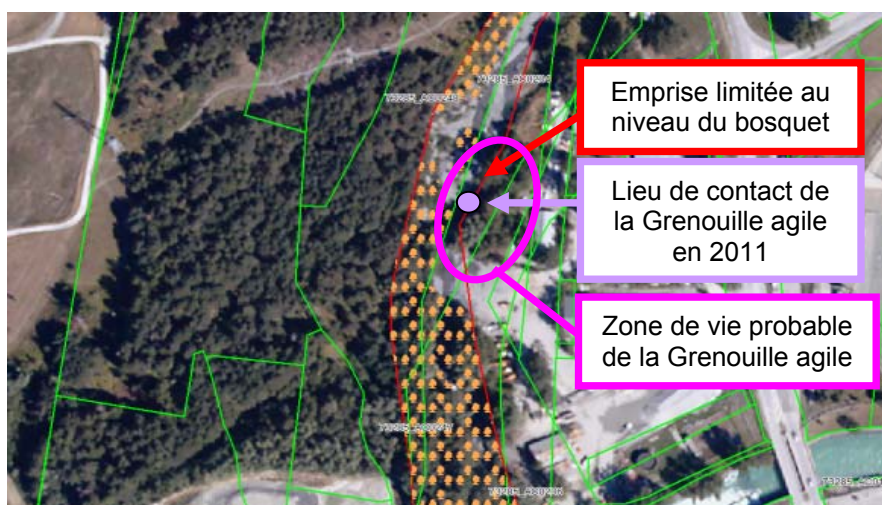 Emprise limitée au
niveau du bosquet
Lieu de contact de
la Grenouille agile
en 2011
Zone de vie probable
de la Grenouille agile